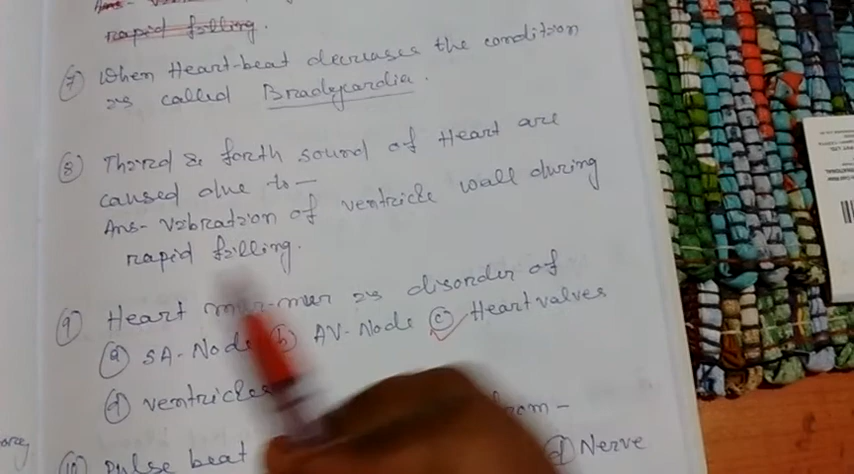 Ans-
rapid filling.
⑦ When Heart-beat decreases the condition
is called Bradycardia.
⑧ Third & forth sound of Heart are
caused due to —
Ans- Vibration of ventricle wall during
rapid filling.
⑨ Heart mur-mur is disorder of
ⓐ SA-Node ⓑ AV-Node ⓒ Heart valves
ⓓ ventricles
⑩ Pulse beat
ⓓ Nerve